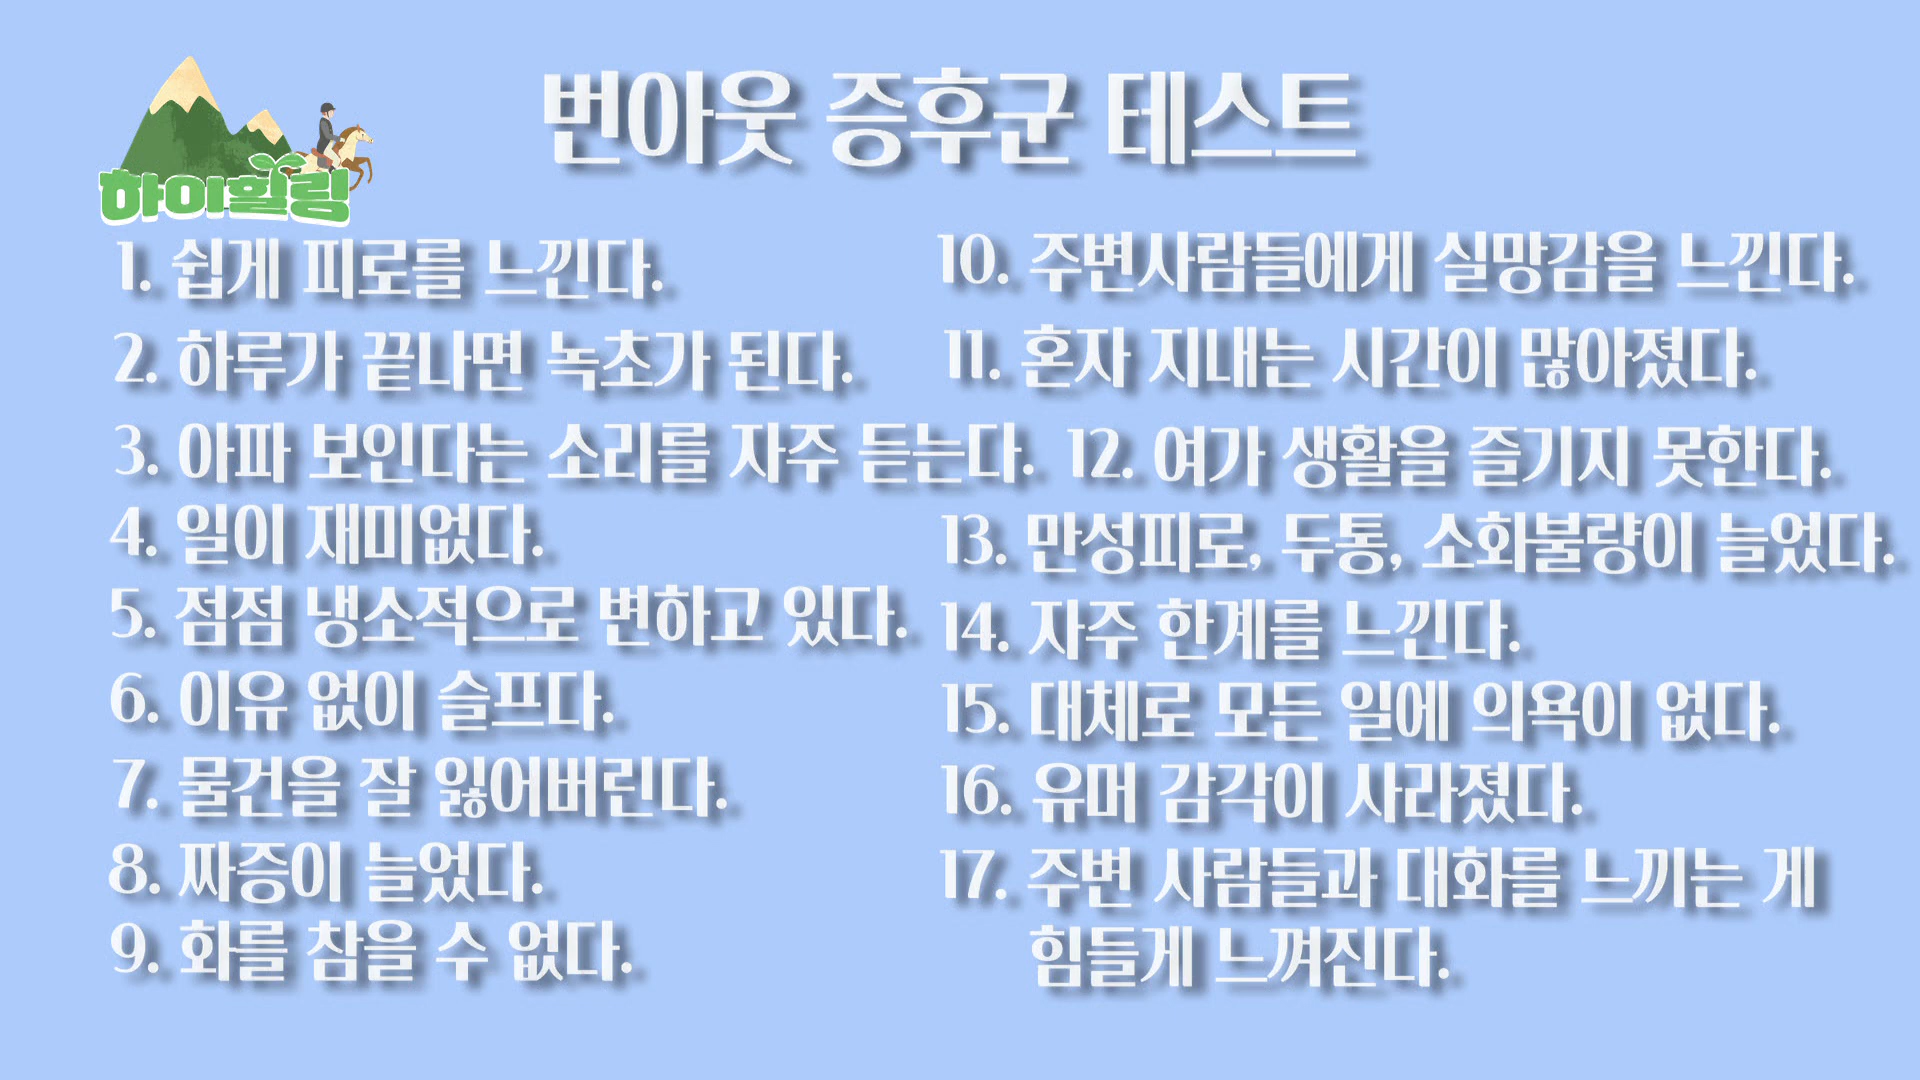 하이힐링
번아웃 증후군 테스트
1. 쉽게 피로를 느낀다.
2. 하루가 끝나면 녹초가 된다.
3. 아파 보인다는 소리를 자주 듣는다.
4. 일이 재미없다.
5. 점점 냉소적으로 변하고 있다.
6. 이유 없이 슬프다.
7. 물건을 잘 잃어버린다.
8. 짜증이 늘었다.
9. 화를 참을 수 없다.
10. 주변사람들에게 실망감을 느낀다.
11. 혼자 지내는 시간이 많아졌다.
12. 여가 생활을 즐기지 못한다.
13. 만성피로, 두통, 소화불량이 늘었다.
14. 자주 한계를 느낀다.
15. 대체로 모든 일에 의욕이 없다.
16. 유머 감각이 사라졌다.
17. 주변 사람들과 대화를 느끼는 게
힘들게 느껴진다.